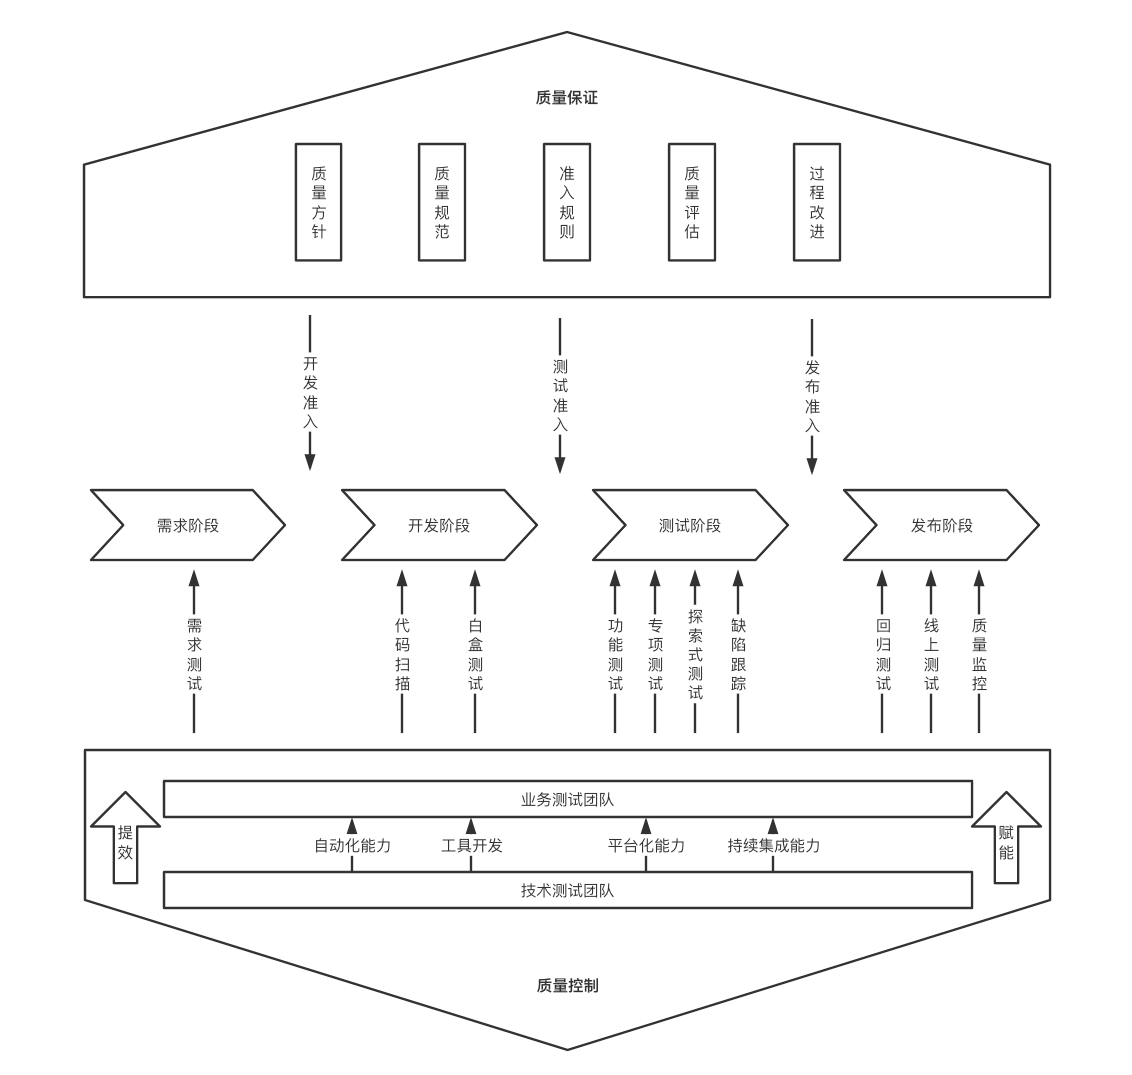 质量保证
质量方针
质量规范
准入规则
质量评估
过程改进
开发准入
测试准入
发布准入
需求阶段
开发阶段
测试阶段
发布阶段
需求测试
代码扫描
白盒测试
功能测试
专项测试
探索式测试
缺陷跟踪
回归测试
线上测试
质量监控
业务测试团队
提效
自动化能力
工具开发
平台化能力
持续集成能力
赋能
技术测试团队
质量控制